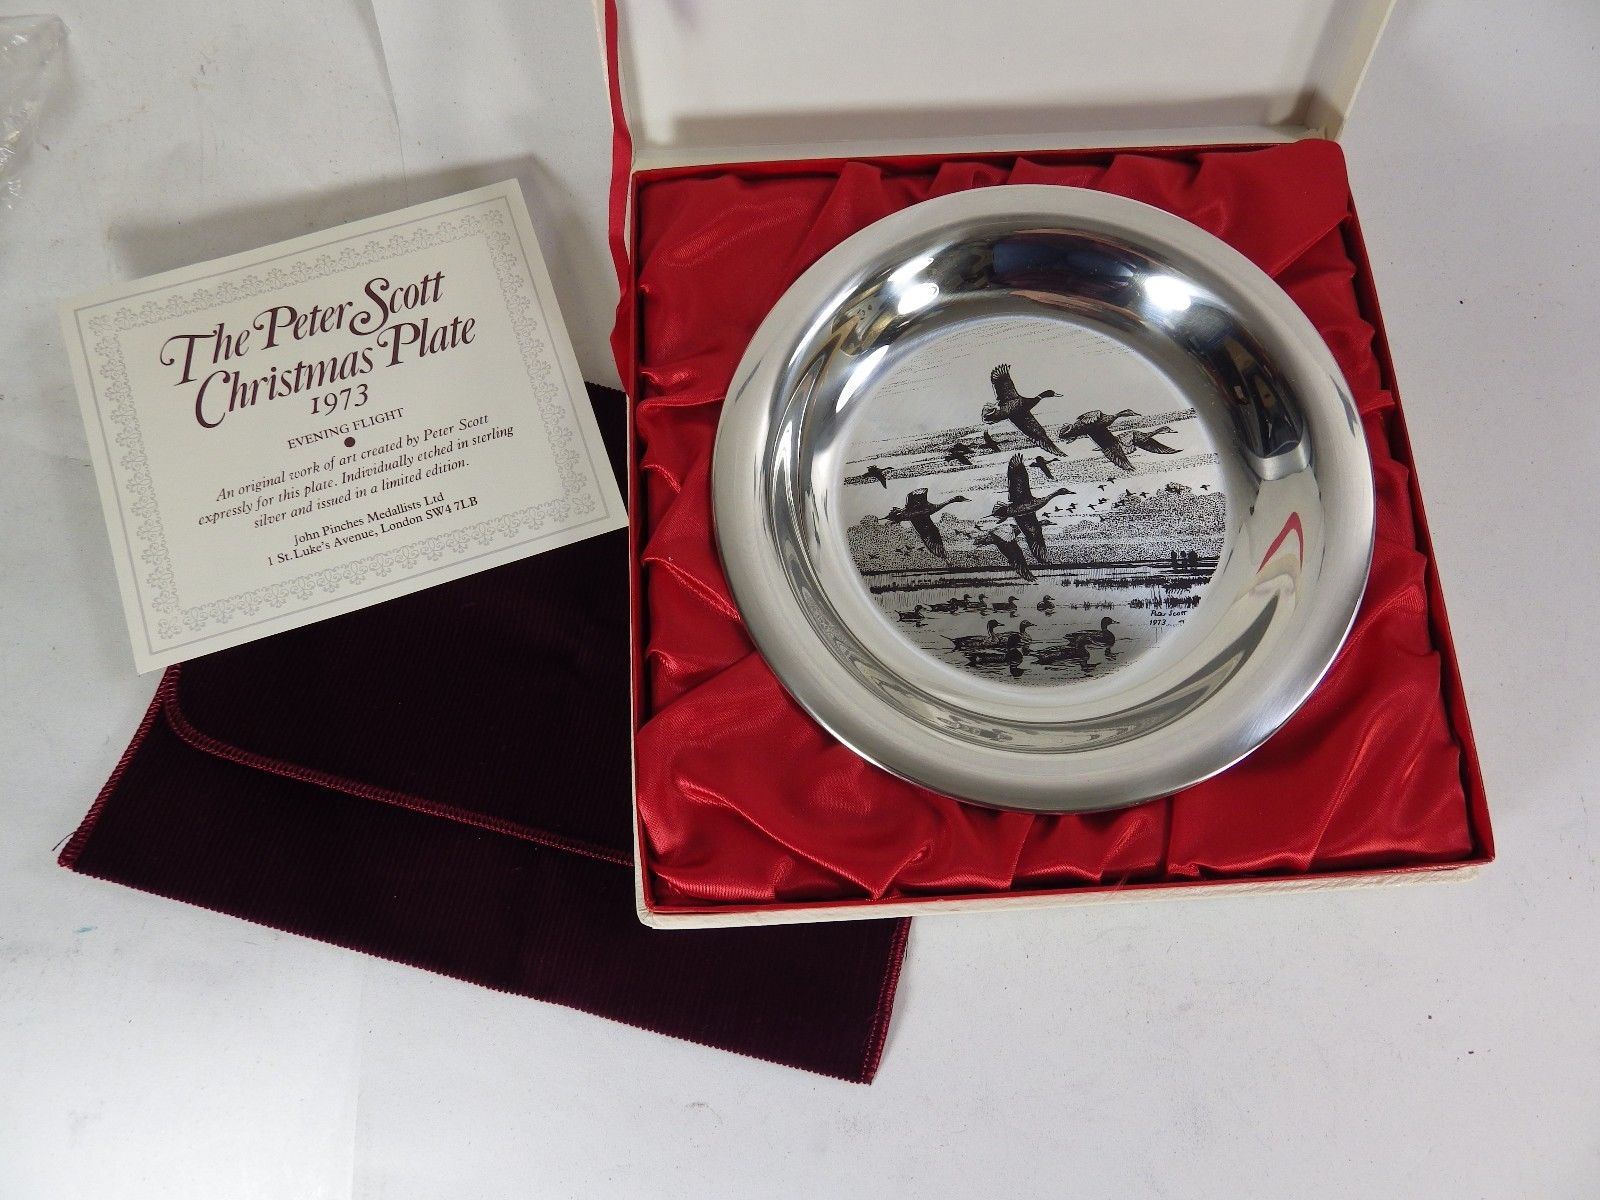 The Peter Scott
Christmas Plate
1973
EVENING FLIGHT
An original work of art created by Peter Scott
expressly for this plate. Individually etched in sterling
silver and issued in a limited edition.
John Pinches Medallists Ltd
1 St. Luke's Avenue, London SW4 7LB
Peter Scott
1973